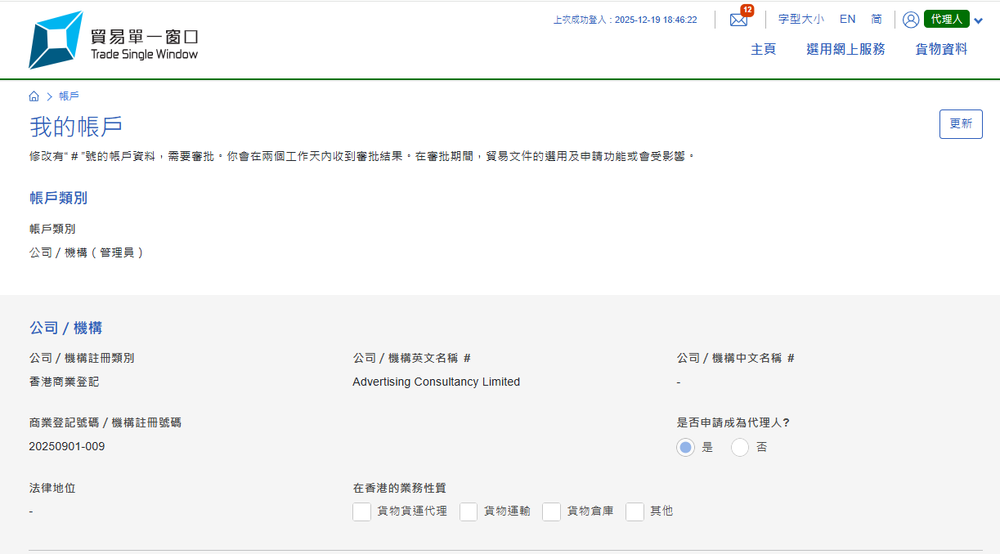 上次成功登入 : 2025-12-19 18:46:22
12
字型大小
EN
简
代理人
貿易單一窗口
Trade Single Window
主頁
選用網上服務
貨物資料
帳戶
我的帳戶
更新
修改有“ # ”號的帳戶資料，需要審批。你會在兩個工作天內收到審批結果。在審批期間，貿易文件的選用及申請功能或會受影響。
帳戶類別
帳戶類別
公司 / 機構 ( 管理員 )
公司 / 機構
公司 / 機構註冊類別
公司 / 機構英文名稱 #
公司 / 機構中文名稱 #
香港商業登記
Advertising Consultancy Limited
-
商業登記號碼 / 機構註冊號碼
是否申請成為代理人?
20250901-009
是
否
法律地位
在香港的業務性質
-
貨物貨運代理
貨物運輸
貨物倉庫
其他